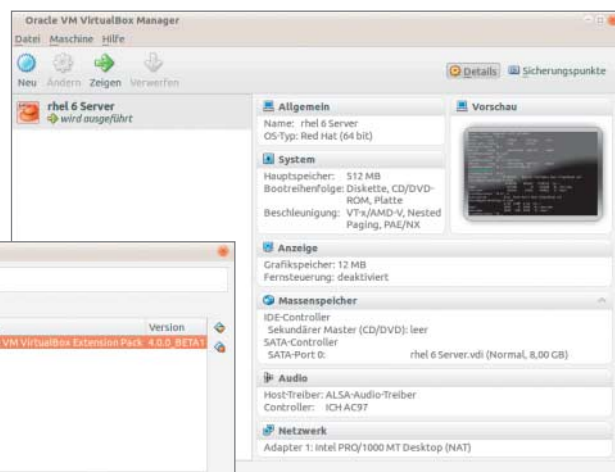 Oracle VM VirtualBox Manager
Datei Maschine Hilfe
Neu Ändern Zeigen Verwerfen
Details Sicherungspunkte
rhel 6 Server
wird ausgeführt
Allgemein
Name: rhel 6 Server
OS-Typ: Red Hat (64 bit)
Vorschau
System
Hauptspeicher: 512 MB
Bootreihenfolge: Diskette, CD/DVD-
ROM, Platte
Beschleunigung: VT-x/AMD-V, Nested
Paging, PAE/NX
Anzeige
Grafikspeicher: 12 MB
Fernsteuerung: deaktiviert
Massenspeicher
IDE-Controller
Sekundärer Master (CD/DVD): leer
SATA-Controller
SATA-Port 0: rhel 6 Server.vdi (Normal, 8,00 GB)
Audio
Host-Treiber: ALSA-Audio-Treiber
Controller: ICH AC97
Netzwerk
Adapter 1: Intel PRO/1000 MT Desktop (NAT)
Version
VM VirtualBox Extension Pack 4.0.0_BETA1